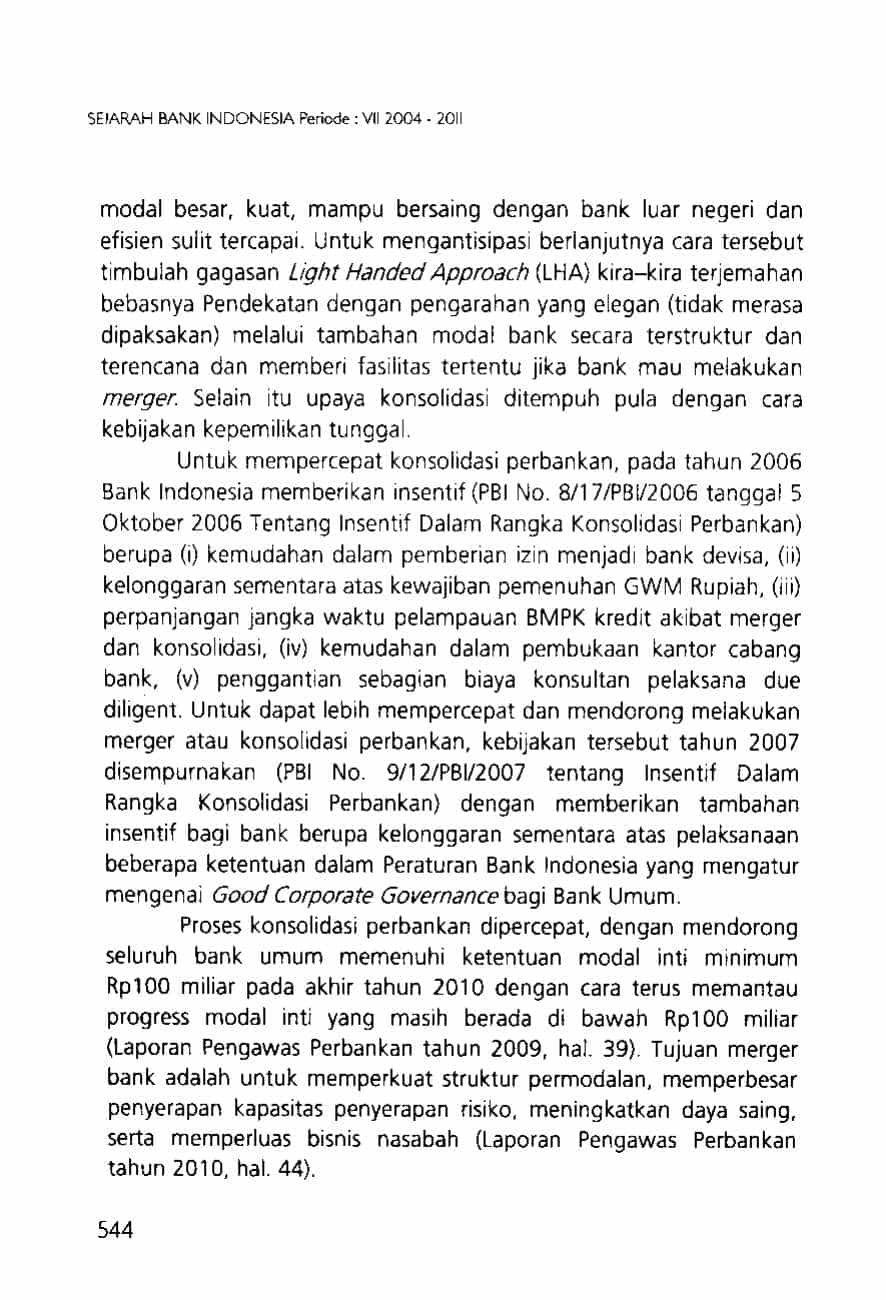 SEJARAH BANK INDONESIA Periode : VII 2004 - 2011
modal besar, kuat, mampu bersaing dengan bank luar negeri dan
efisien sulit tercapai. Untuk mengantisipasi berlanjutnya cara tersebut
timbulah gagasan Light Handed Approach (LHA) kira–kira terjemahan
bebasnya Pendekatan dengan pengarahan yang elegan (tidak merasa
dipaksakan) melalui tambahan modal bank secara terstruktur dan
terencana dan memberi fasilitas tertentu jika bank mau melakukan
merger. Selain itu upaya konsolidasi ditempuh pula dengan cara
kebijakan kepemilikan tunggal.
Untuk mempercepat konsolidasi perbankan, pada tahun 2006
Bank Indonesia memberikan insentif (PBI No. 8/17/PBI/2006 tanggal 5
Oktober 2006 Tentang Insentif Dalam Rangka Konsolidasi Perbankan)
berupa (i) kemudahan dalam pemberian izin menjadi bank devisa, (ii)
kelonggaran sementara atas kewajiban pemenuhan GWM Rupiah, (iii)
perpanjangan jangka waktu pelampauan BMPK kredit akibat merger
dan konsolidasi, (iv) kemudahan dalam pembukaan kantor cabang
bank, (v) penggantian sebagian biaya konsultan pelaksana due
diligent. Untuk dapat lebih mempercepat dan mendorong melakukan
merger atau konsolidasi perbankan, kebijakan tersebut tahun 2007
disempurnakan (PBI No. 9/12/PBI/2007 tentang Insentif Dalam
Rangka Konsolidasi Perbankan) dengan memberikan tambahan
insentif bagi bank berupa kelonggaran sementara atas pelaksanaan
beberapa ketentuan dalam Peraturan Bank Indonesia yang mengatur
mengenai Good Corporate Governance bagi Bank Umum.
Proses konsolidasi perbankan dipercepat, dengan mendorong
seluruh bank umum memenuhi ketentuan modal inti minimum
Rp100 miliar pada akhir tahun 2010 dengan cara terus memantau
progress modal inti yang masih berada di bawah Rp100 miliar
(Laporan Pengawas Perbankan tahun 2009, hal. 39). Tujuan merger
bank adalah untuk memperkuat struktur permodalan, memperbesar
penyerapan kapasitas penyerapan risiko, meningkatkan daya saing,
serta memperluas bisnis nasabah (Laporan Pengawas Perbankan
tahun 2010, hal. 44).
544